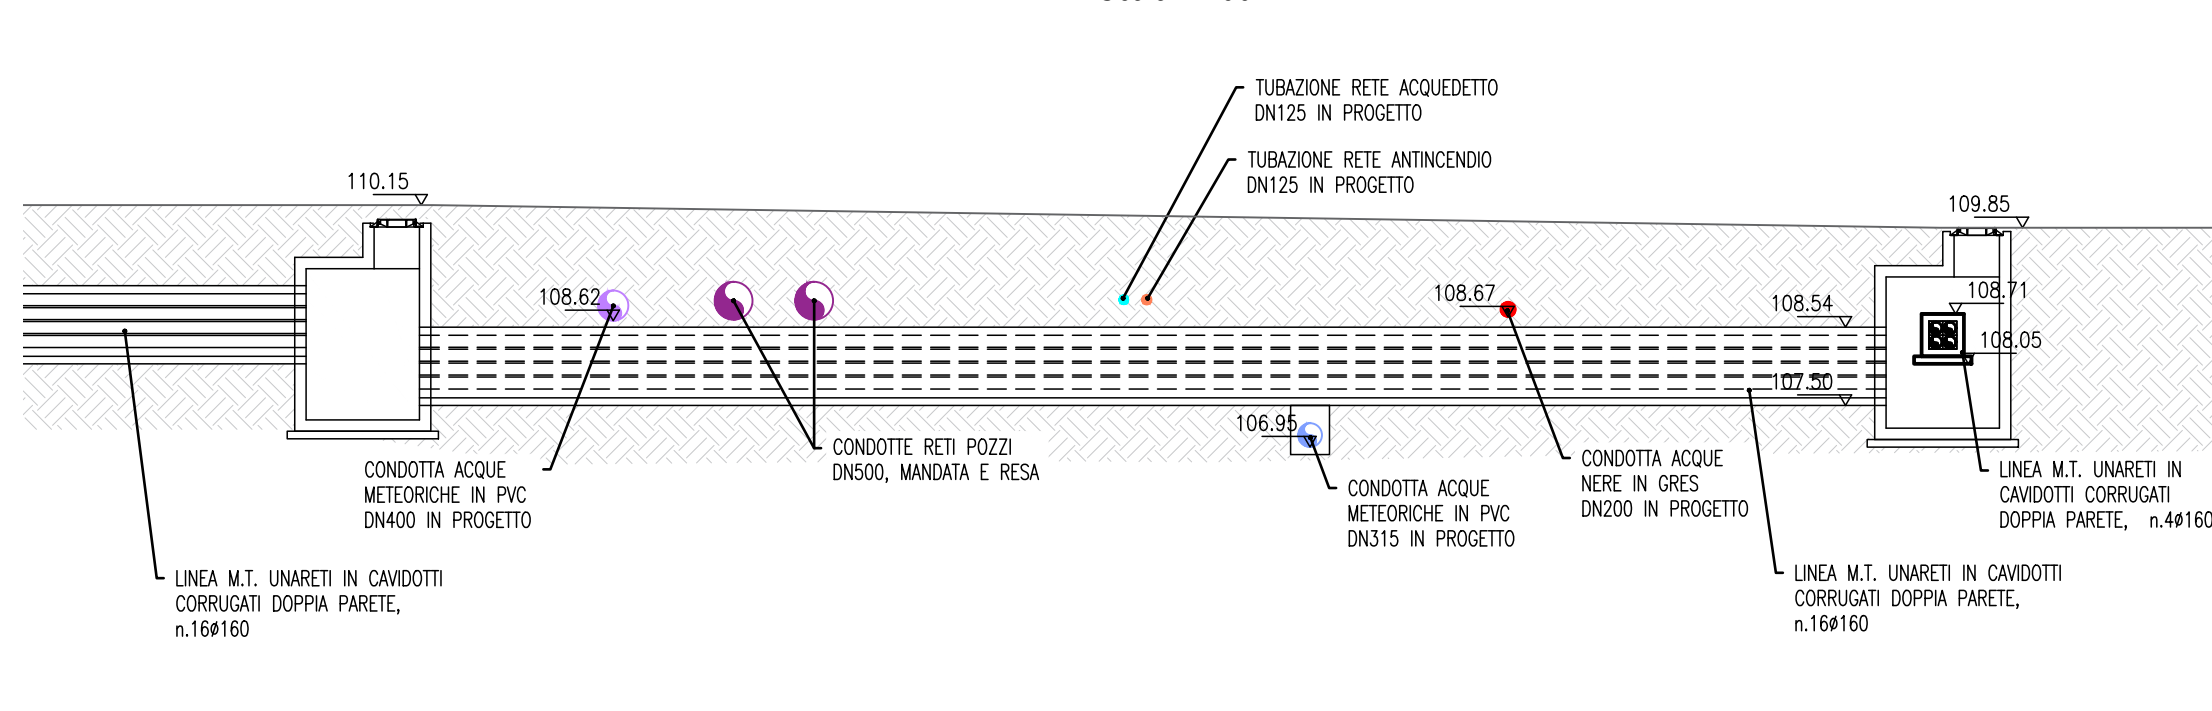 TUBAZIONE RETE ACQUEDETTO
DN125 IN PROGETTO
TUBAZIONE RETE ANTINCENDIO
DN125 IN PROGETTO
110.15
109.85
108.62
108.67
108.54
108.71
108.05
107.50
106.95
CONDOTTE RETI POZZI
DN500, MANDATA E RESA
CONDOTTA ACQUE
METEORICHE IN PVC
DN400 IN PROGETTO
CONDOTTA ACQUE
METEORICHE IN PVC
DN315 IN PROGETTO
CONDOTTA ACQUE
NERE IN GRES
DN200 IN PROGETTO
LINEA M.T. UNARETI IN
CAVIDOTTI CORRUGATI
DOPPIA PARETE, n.4ø160
LINEA M.T. UNARETI IN CAVIDOTTI
CORRUGATI DOPPIA PARETE,
n.16ø160
LINEA M.T. UNARETI IN CAVIDOTTI
CORRUGATI DOPPIA PARETE,
n.16ø160